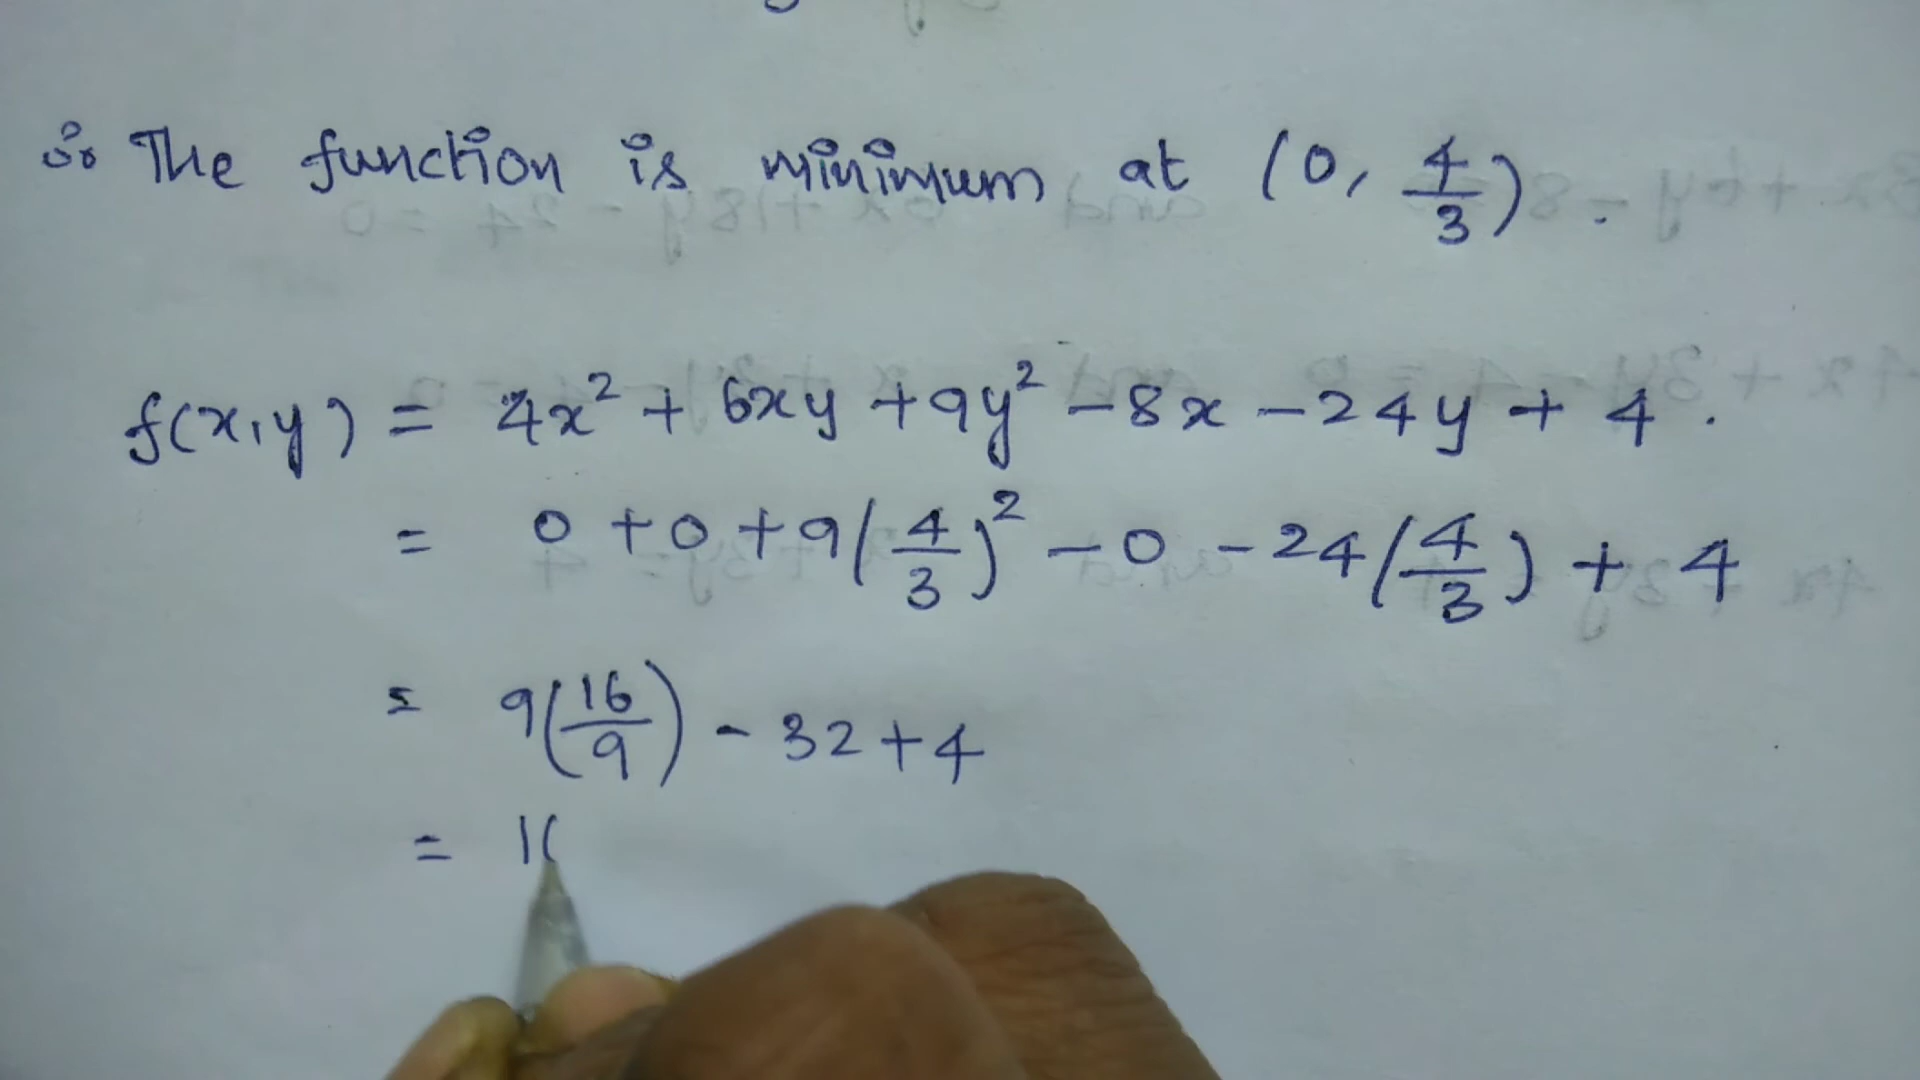 ∴ The function is minimum at (0, 4/3).
f(x,y) = 4x² + 6xy + 9y² - 8x - 24y + 4.
= 0 + 0 + 9(4/3)² - 0 - 24(4/3) + 4
= 9(16/9) - 32 + 4
= 1